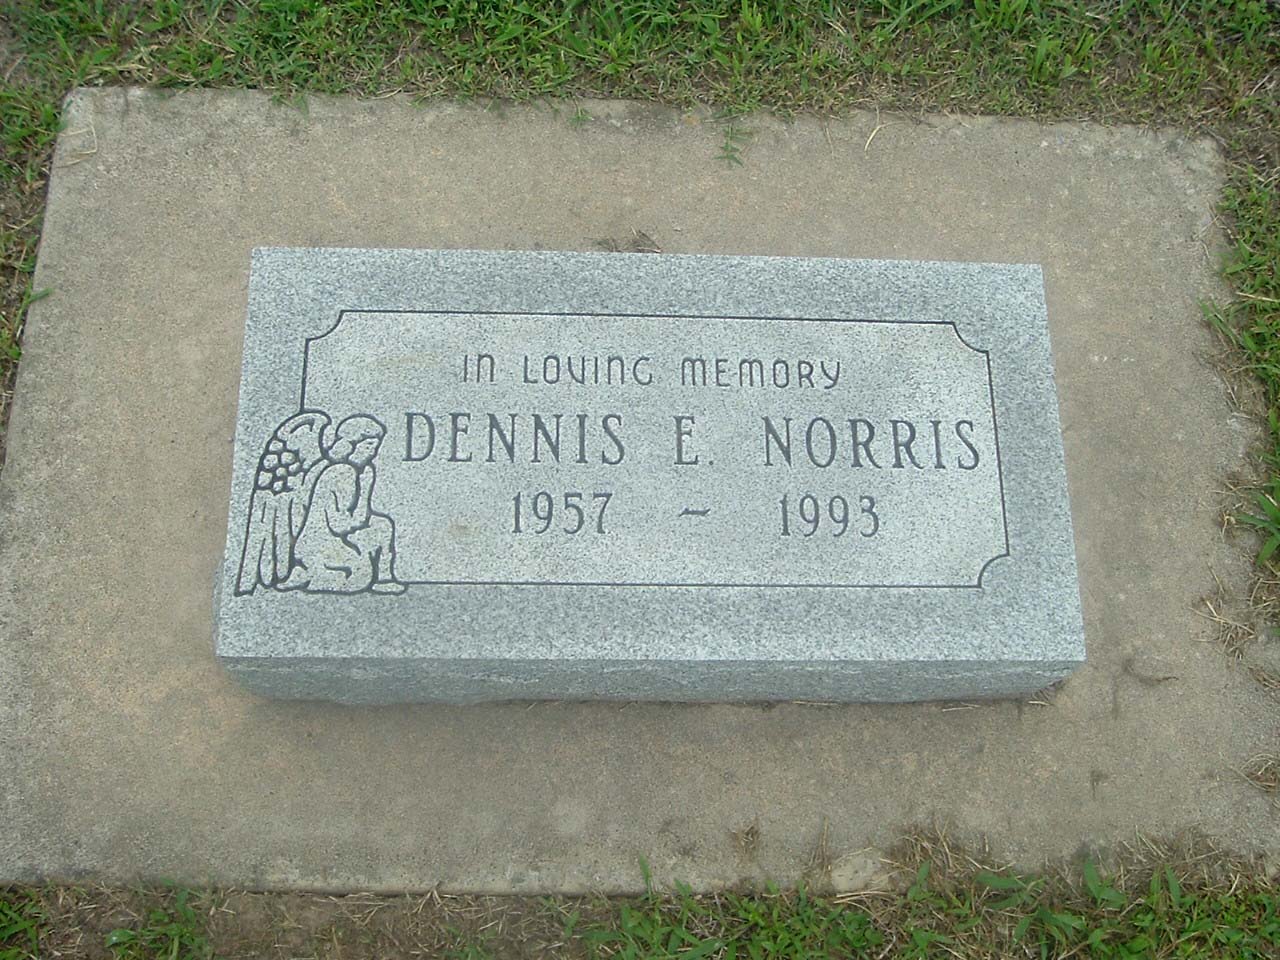 IN LOVING MEMORY
DENNIS E. NORRIS
1957 - 1993